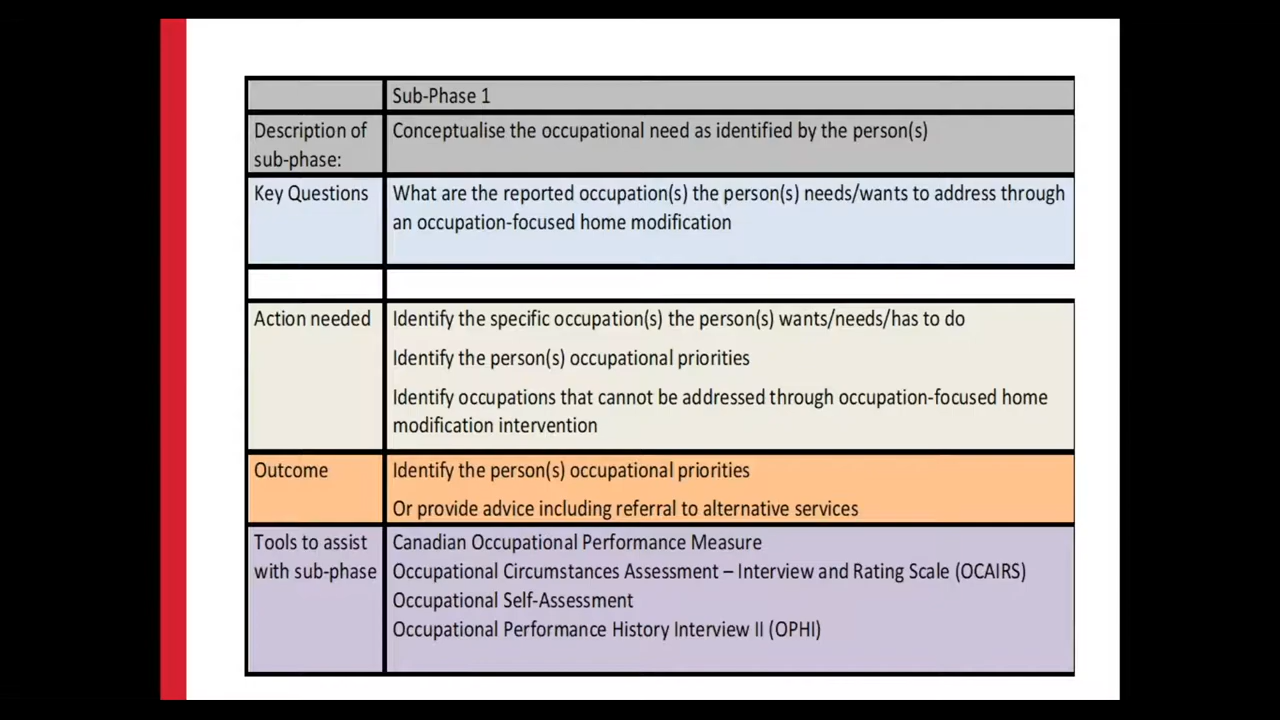 Sub-Phase 1
Description of
sub-phase:
Conceptualise the occupational need as identified by the person(s)
Key Questions
What are the reported occupation(s) the person(s) needs/wants to address through
an occupation-focused home modification
Action needed
Identify the specific occupation(s) the person(s) wants/needs/has to do
Identify the person(s) occupational priorities
Identify occupations that cannot be addressed through occupation-focused home
modification intervention
Outcome
Identify the person(s) occupational priorities
Or provide advice including referral to alternative services
Tools to assist
with sub-phase
Canadian Occupational Performance Measure
Occupational Circumstances Assessment – Interview and Rating Scale (OCAIRS)
Occupational Self-Assessment
Occupational Performance History Interview II (OPHI)